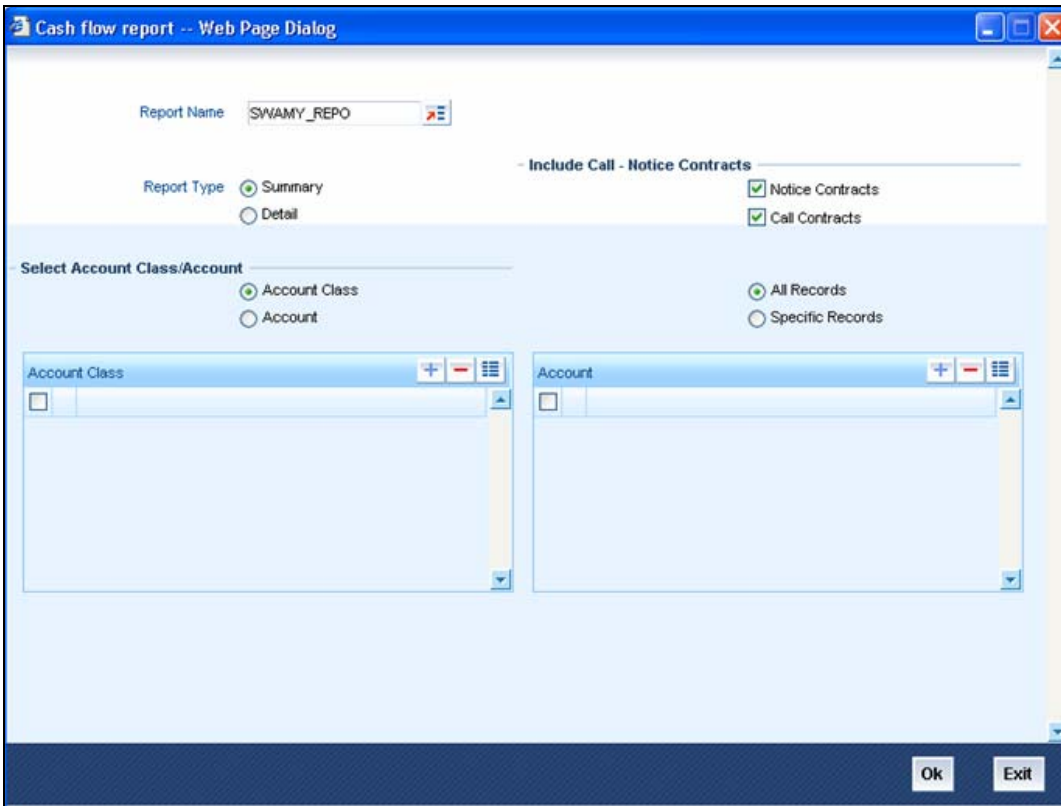 Cash flow report -- Web Page Dialog
Report Name SWAMY_REPO
Include Call - Notice Contracts
Report Type Summary Notice Contracts
Detail Call Contracts
Select Account Class/Account
Account Class All Records
Account Specific Records
Account Class Account
Ok Exit